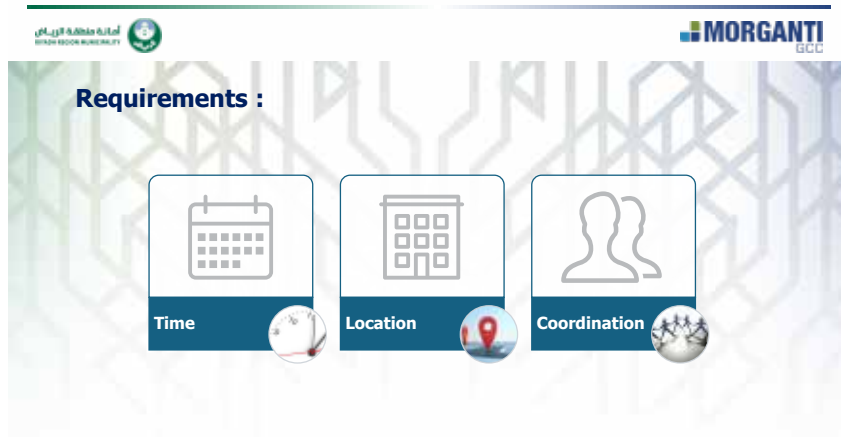 أمانة منطقة الرياض
RIYADH REGION MUNICIPALITY
MORGANTI
GCC
Requirements :
Time
Location
Coordination